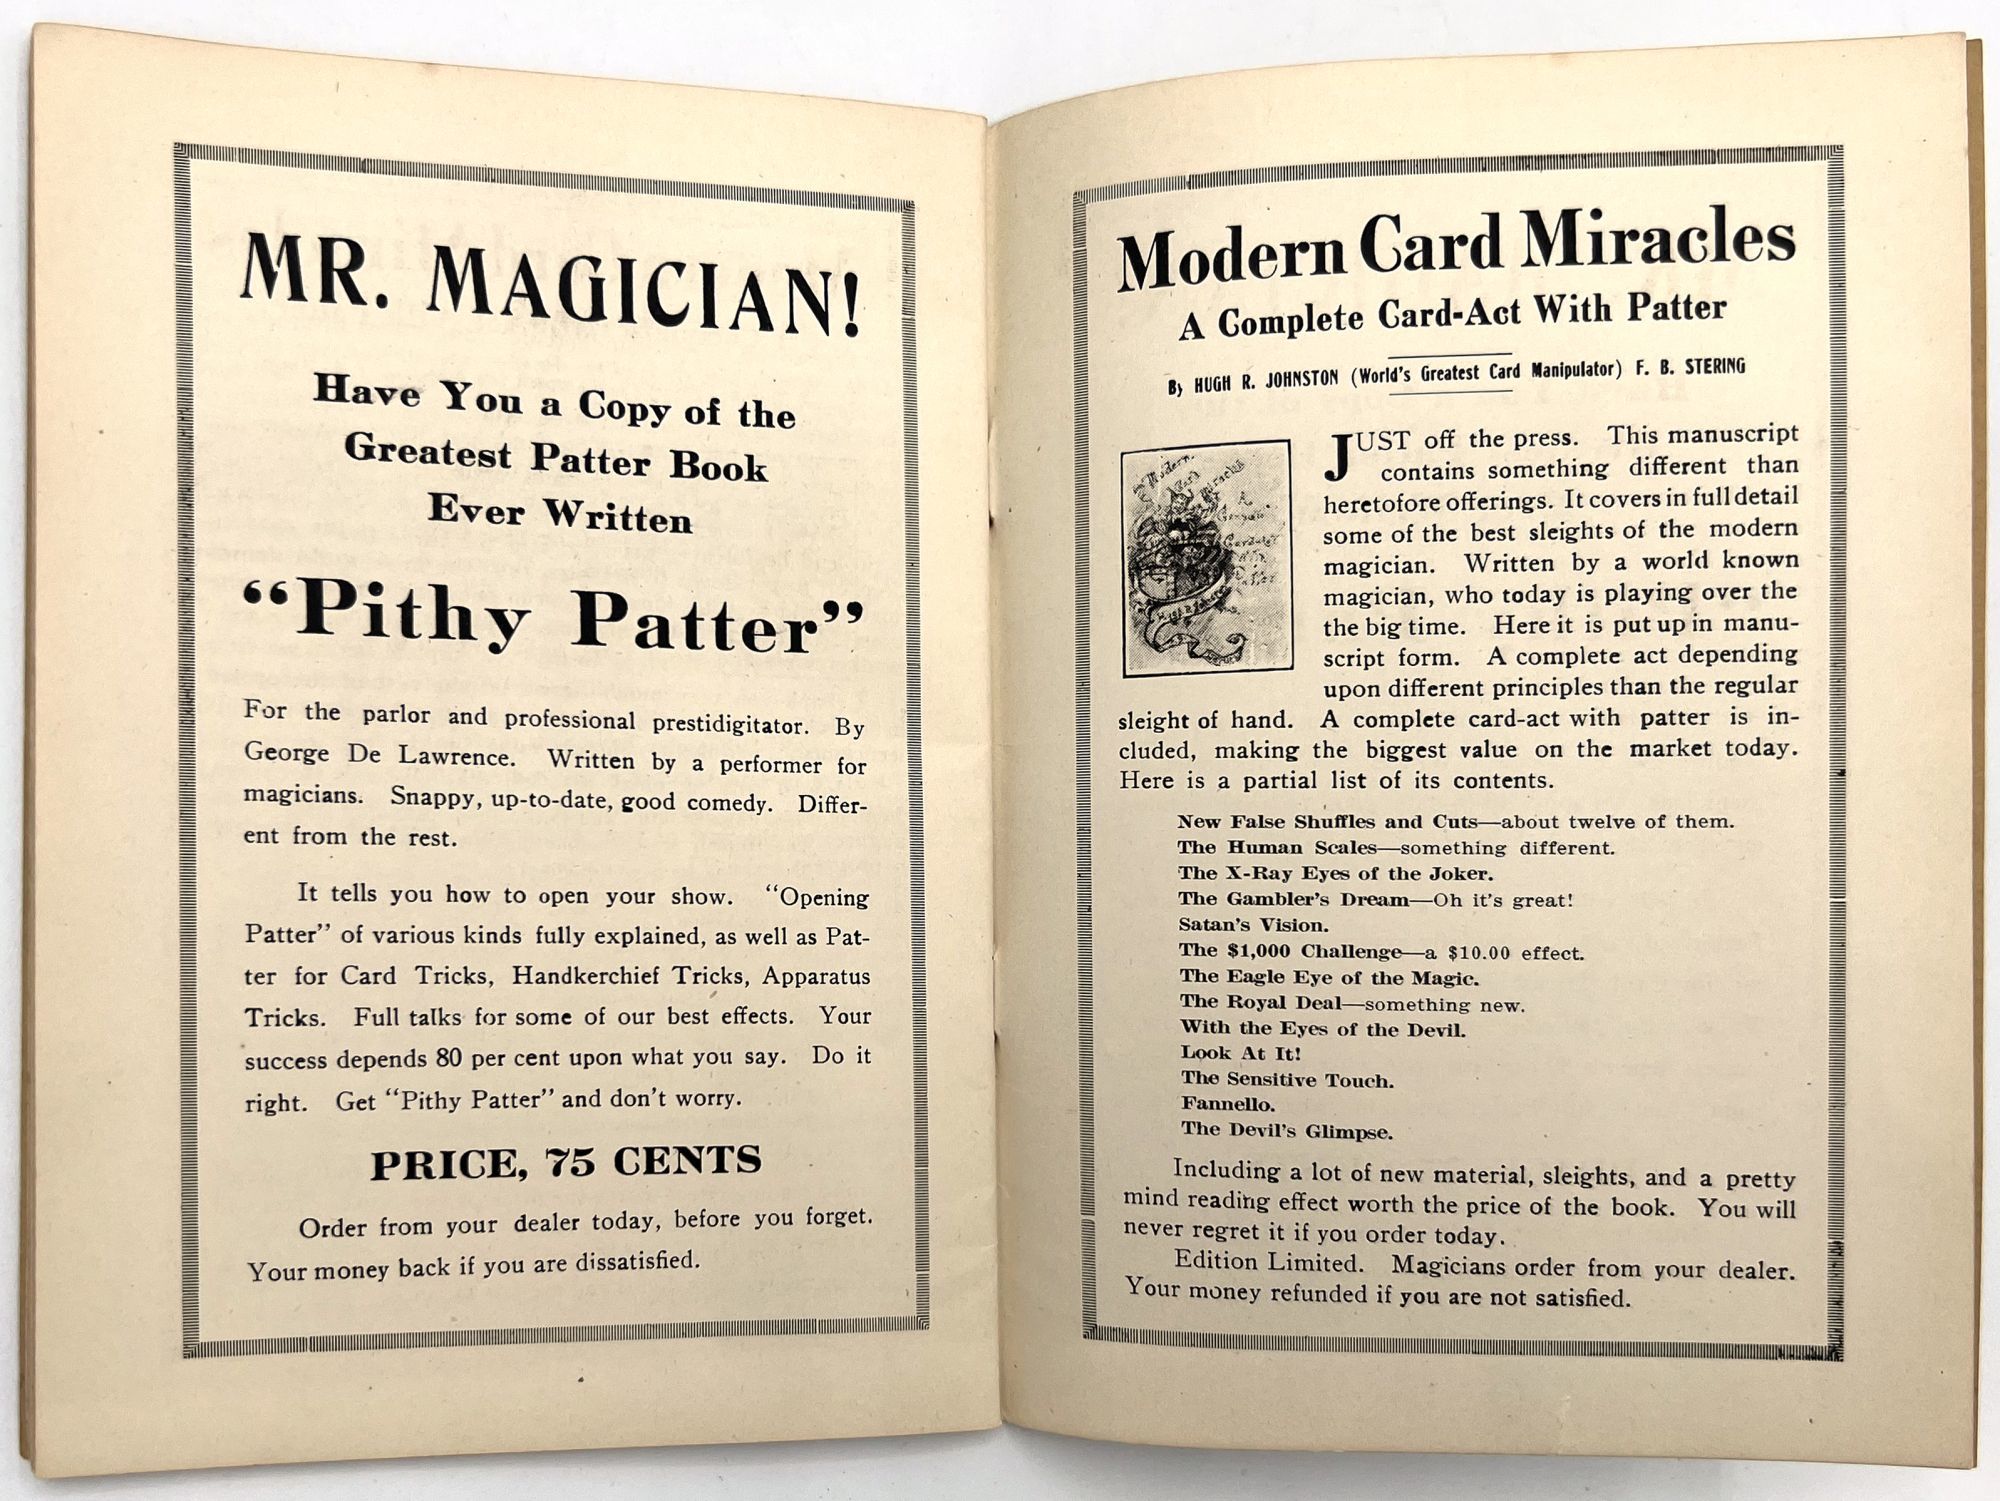 MR. MAGICIAN!
Have You a Copy of the
Greatest Patter Book
Ever Written
“Pithy Patter”
For the parlor and professional prestidigitator. By
George De Lawrence. Written by a performer for
magicians. Snappy, up-to-date, good comedy. Differ-
ent from the rest.
It tells you how to open your show. “Opening
Patter” of various kinds fully explained, as well as Pat-
ter for Card Tricks, Handkerchief Tricks, Apparatus
Tricks. Full talks for some of our best effects. Your
success depends 80 per cent upon what you say. Do it
right. Get “Pithy Patter” and don't worry.
PRICE, 75 CENTS
Order from your dealer today, before you forget.
Your money back if you are dissatisfied.
Modern Card Miracles
A Complete Card-Act With Patter
By HUGH R. JOHNSTON (World's Greatest Card Manipulator) F. B. STERING
Modern
Card
Miracles
A
JUST off the press. This manuscript
contains something different than
heretofore offerings. It covers in full detail
some of the best sleights of the modern
magician. Written by a world known
magician, who today is playing over the
the big time. Here it is put up in manu-
script form. A complete act depending
upon different principles than the regular
sleight of hand. A complete card-act with patter is in-
cluded, making the biggest value on the market today.
Here is a partial list of its contents.
New False Shuffles and Cuts—about twelve of them.
The Human Scales—something different.
The X-Ray Eyes of the Joker.
The Gambler's Dream—Oh it's great!
Satan's Vision.
The $1,000 Challenge—a $10.00 effect.
The Eagle Eye of the Magic.
The Royal Deal—something new.
With the Eyes of the Devil.
Look At It!
The Sensitive Touch.
Fannello.
The Devil's Glimpse.
Including a lot of new material, sleights, and a pretty
mind reading effect worth the price of the book. You will
never regret it if you order today.
Edition Limited. Magicians order from your dealer.
Your money refunded if you are not satisfied.